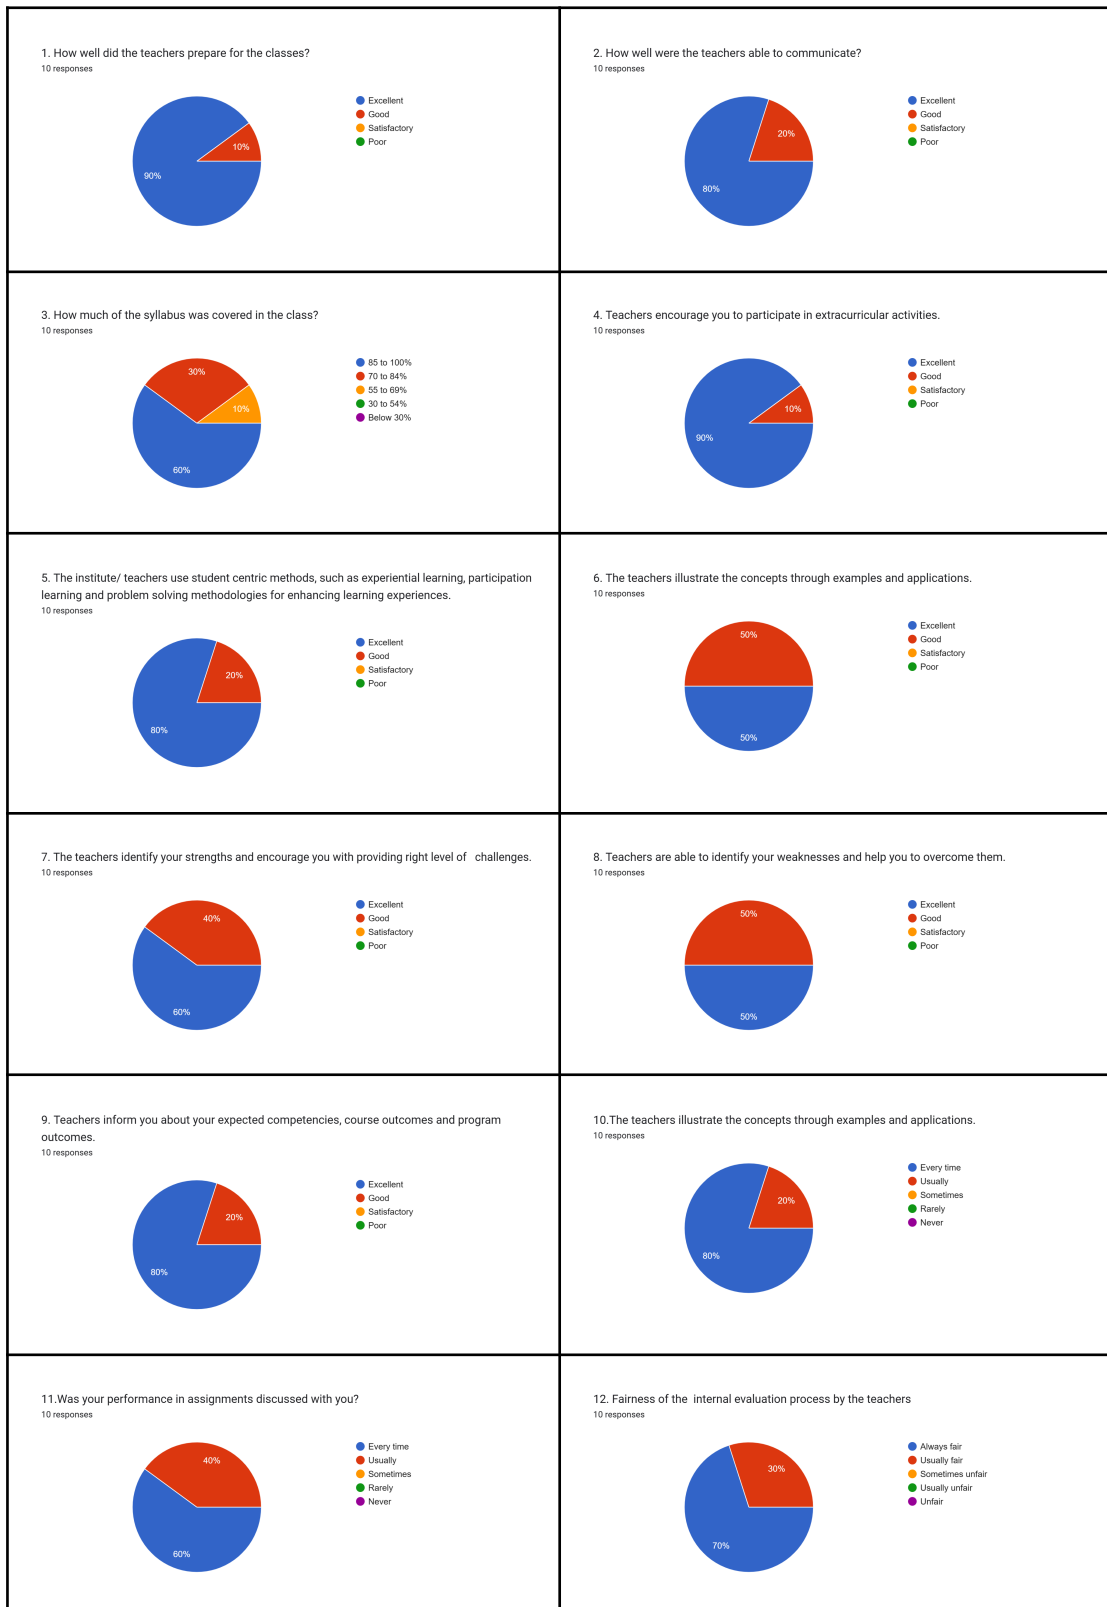 1. How well did the teachers prepare for the classes?
10 responses
Excellent
Good
Satisfactory
Poor
10%
90%
2. How well were the teachers able to communicate?
10 responses
Excellent
Good
Satisfactory
Poor
20%
80%
3. How much of the syllabus was covered in the class?
10 responses
85 to 100%
70 to 84%
55 to 69%
30 to 54%
Below 30%
30%
10%
60%
4. Teachers encourage you to participate in extracurricular activities.
10 responses
Excellent
Good
Satisfactory
Poor
10%
90%
5. The institute/ teachers use student centric methods, such as experiential learning, participation
learning and problem solving methodologies for enhancing learning experiences.
10 responses
Excellent
Good
Satisfactory
Poor
20%
80%
6. The teachers illustrate the concepts through examples and applications.
10 responses
Excellent
Good
Satisfactory
Poor
50%
50%
7. The teachers identify your strengths and encourage you with providing right level of  challenges.
10 responses
Excellent
Good
Satisfactory
Poor
40%
60%
8. Teachers are able to identify your weaknesses and help you to overcome them.
10 responses
Excellent
Good
Satisfactory
Poor
50%
50%
9. Teachers inform you about your expected competencies, course outcomes and program
outcomes.
10 responses
Excellent
Good
Satisfactory
Poor
20%
80%
10.The teachers illustrate the concepts through examples and applications.
10 responses
Every time
Usually
Sometimes
Rarely
Never
20%
80%
11.Was your performance in assignments discussed with you?
10 responses
Every time
Usually
Sometimes
Rarely
Never
40%
60%
12. Fairness of the  internal evaluation process by the teachers
10 responses
Always fair
Usually fair
Sometimes unfair
Usually unfair
Unfair
30%
70%